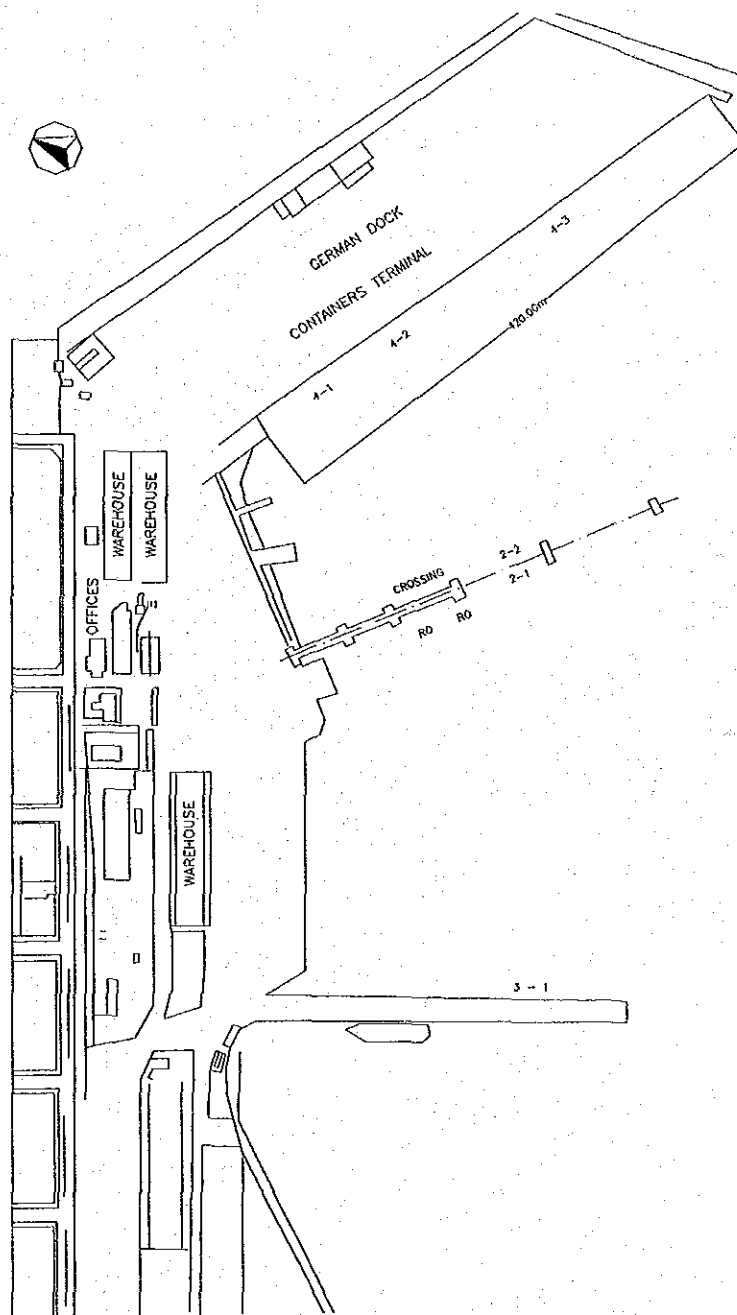 GERMAN DOCK
CONTAINERS TERMINAL
4-3
4-2
4-1
420.00m
WAREHOUSE
WAREHOUSE
OFFICES
CROSSING
2-2
2-1
RO RO
WAREHOUSE
3-1